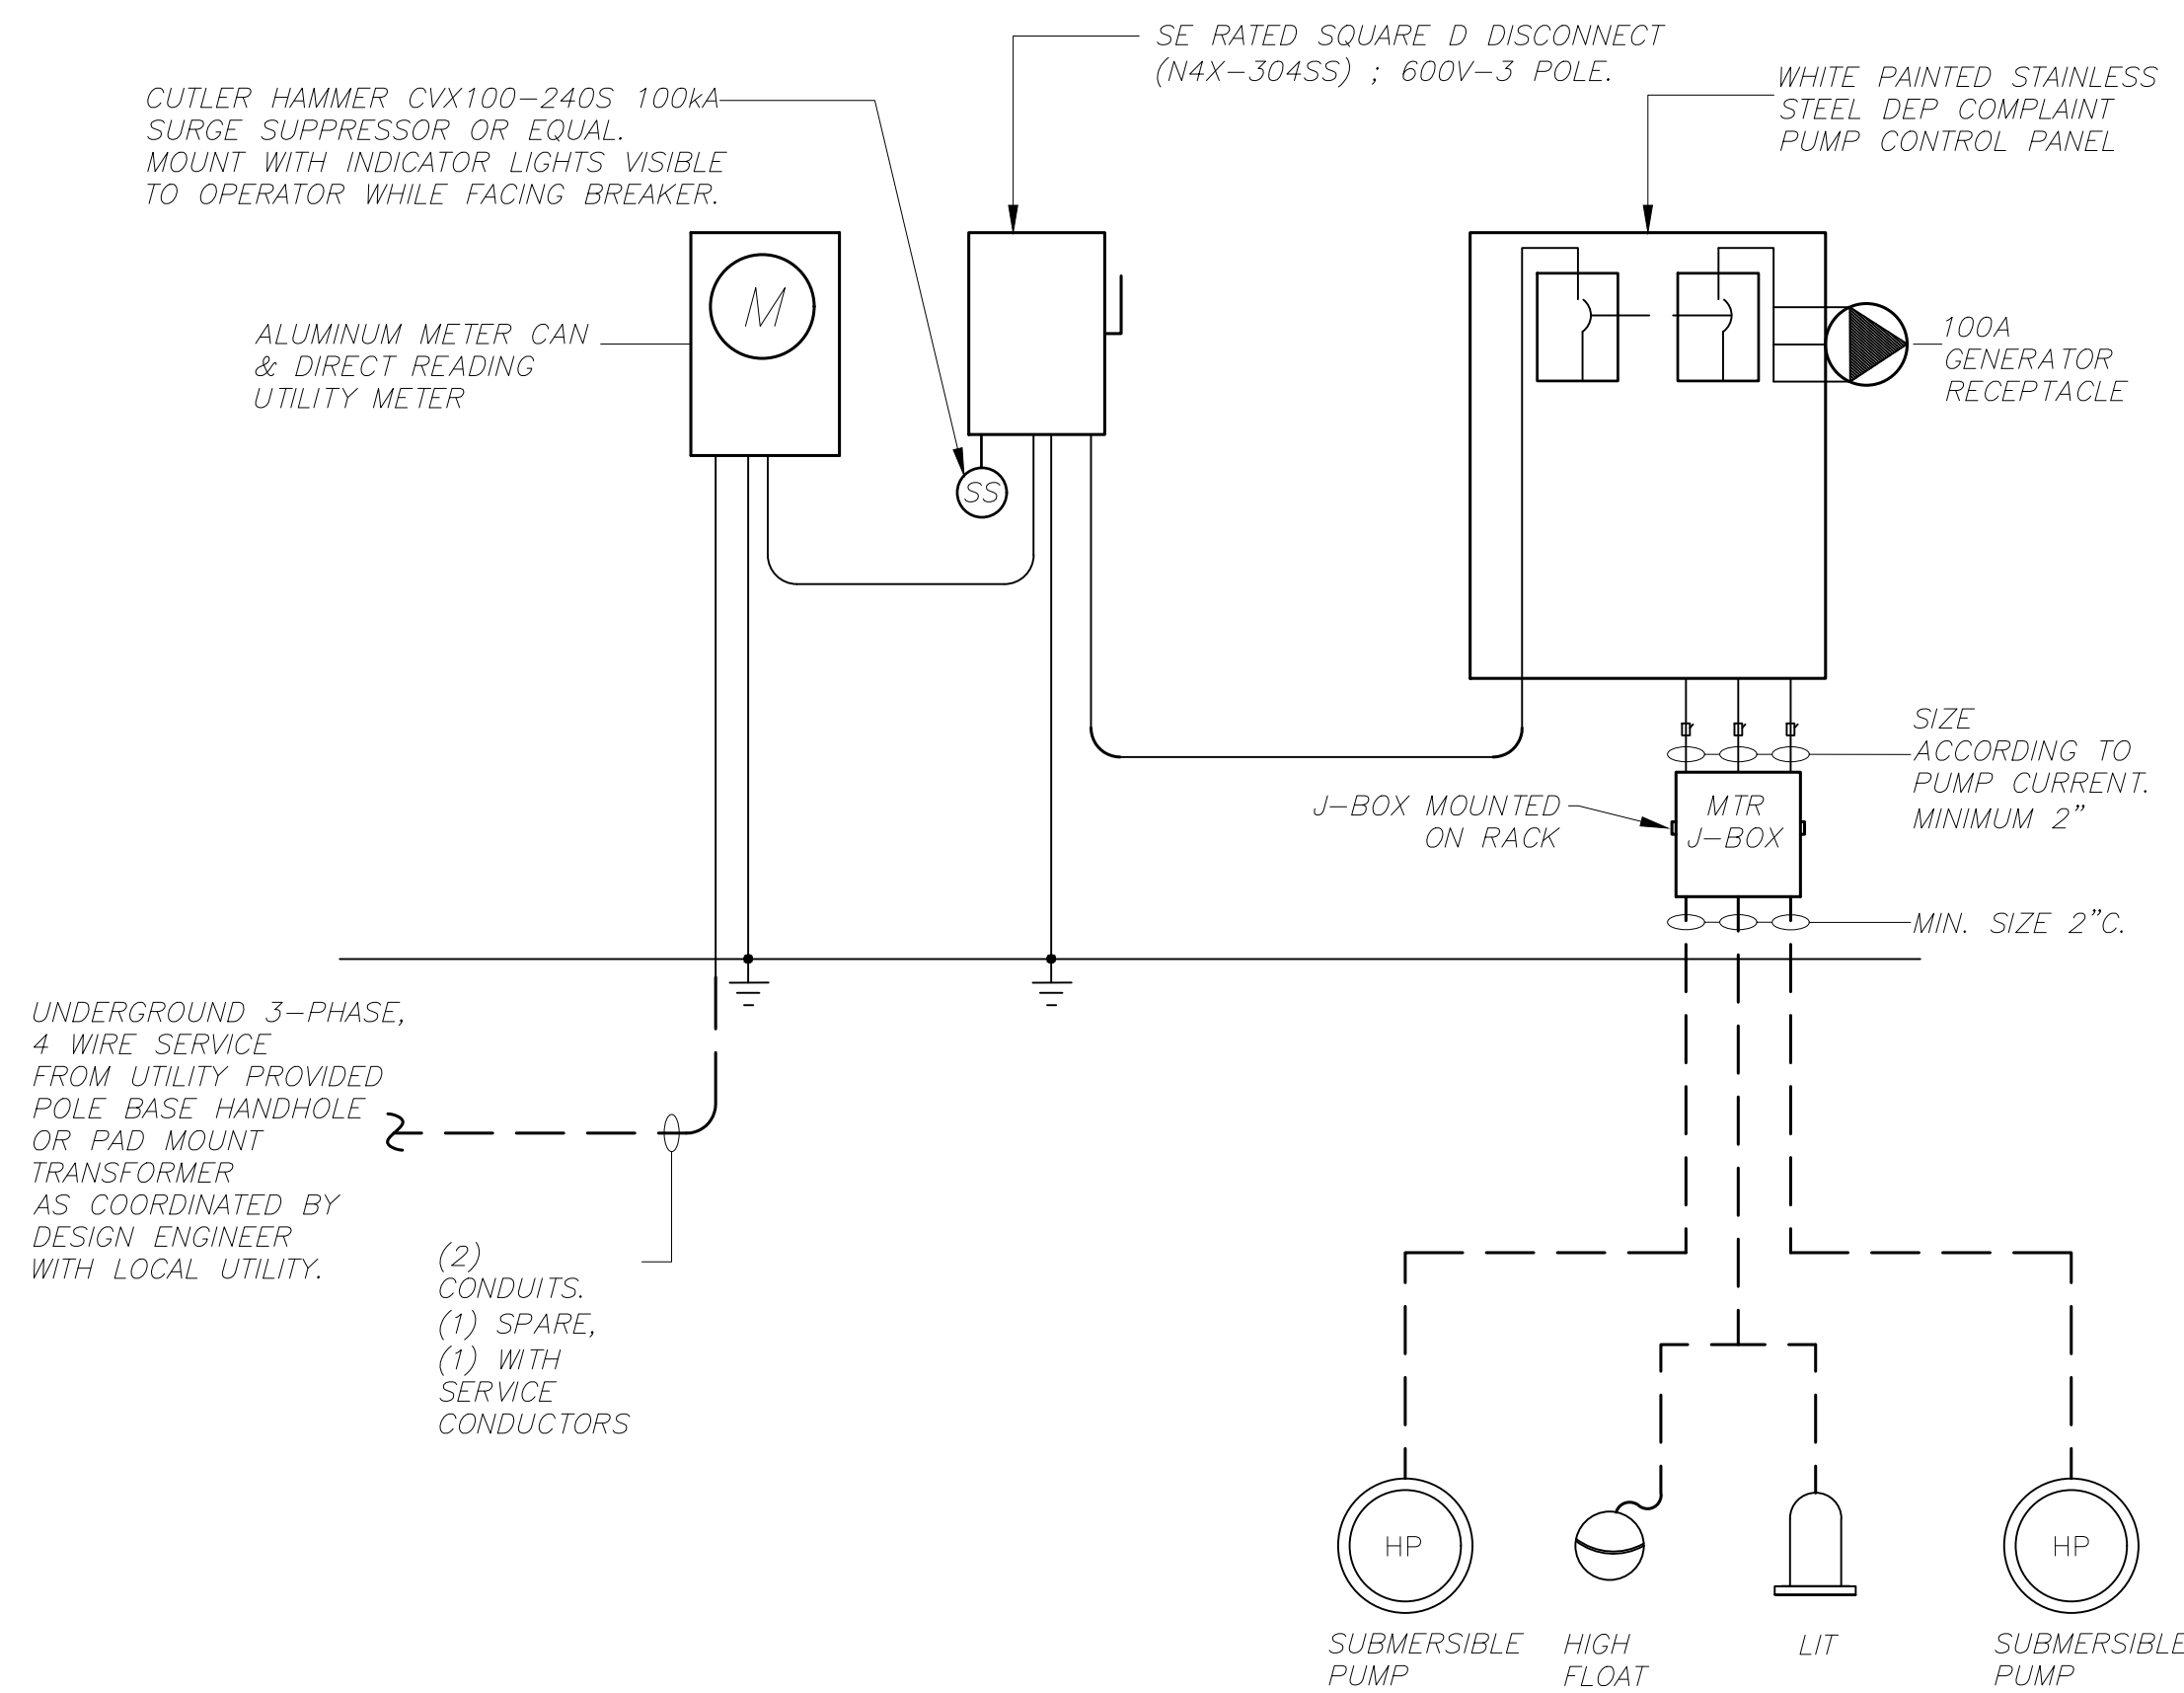 SE RATED SQUARE D DISCONNECT
(N4X-304SS) ; 600V-3 POLE.
CUTLER HAMMER CVX100-240S 100kA
SURGE SUPPRESSOR OR EQUAL.
MOUNT WITH INDICATOR LIGHTS VISIBLE
TO OPERATOR WHILE FACING BREAKER.
WHITE PAINTED STAINLESS
STEEL DEP COMPLAINT
PUMP CONTROL PANEL
M
ALUMINUM METER CAN
& DIRECT READING
UTILITY METER
100A
GENERATOR
RECEPTACLE
SS
SIZE
ACCORDING TO
PUMP CURRENT.
MINIMUM 2"
J-BOX MOUNTED
ON RACK
MTR
J-BOX
MIN. SIZE 2"C.
UNDERGROUND 3-PHASE,
4 WIRE SERVICE
FROM UTILITY PROVIDED
POLE BASE HANDHOLE
OR PAD MOUNT
TRANSFORMER
AS COORDINATED BY
DESIGN ENGINEER
WITH LOCAL UTILITY.
(2)
CONDUITS.
(1) SPARE,
(1) WITH
SERVICE
CONDUCTORS
HP
HP
SUBMERSIBLE
PUMP
HIGH
FLOAT
LIT
SUBMERSIBLE
PUMP